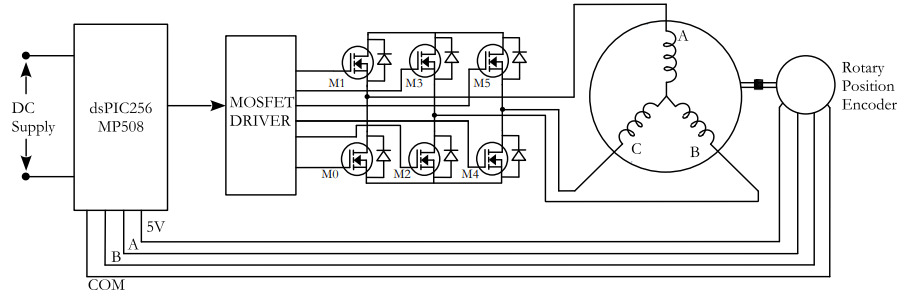 DC
Supply
dsPIC256
MP508
MOSFET
DRIVER
M1
M3
M5
M0
M2
M4
A
C
B
Rotary
Position
Encoder
5V
A
B
COM